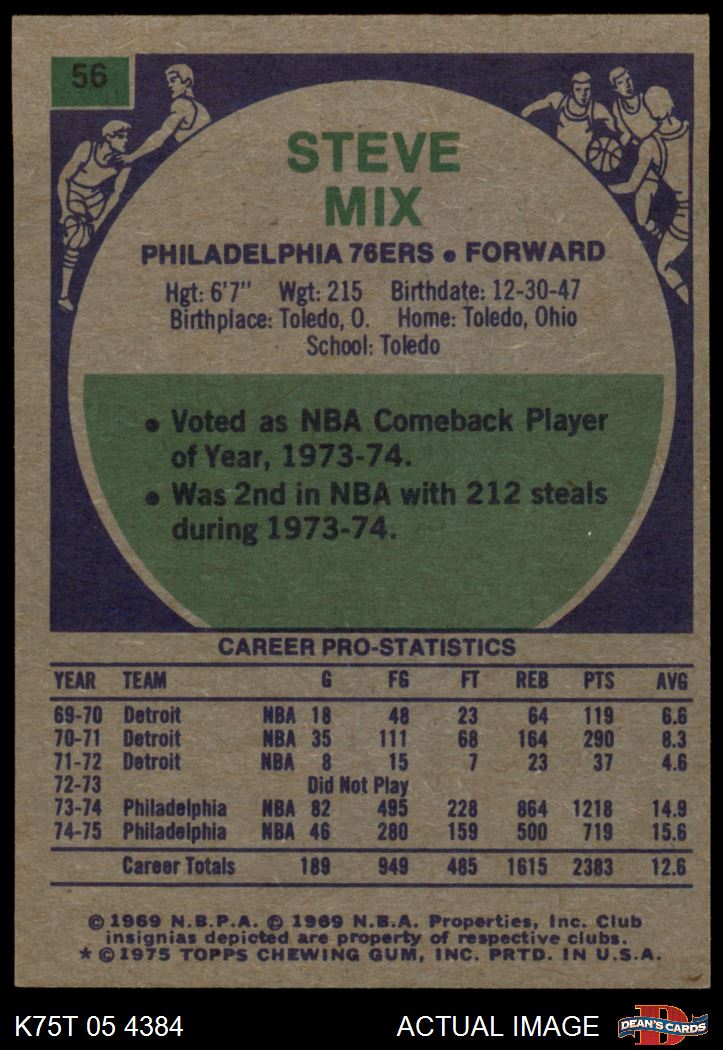 56
STEVE
MIX
PHILADELPHIA 76ERS • FORWARD
Hgt: 6'7" Wgt: 215 Birthdate: 12-30-47
Birthplace: Toledo, O. Home: Toledo, Ohio
School: Toledo
• Voted as NBA Comeback Player
of Year, 1973-74.
• Was 2nd in NBA with 212 steals
during 1973-74.
CAREER PRO-STATISTICS
YEAR TEAM G FG FT REB PTS AVG
69-70 Detroit NBA 18 48 23 64 119 6.6
70-71 Detroit NBA 35 111 68 164 290 8.3
71-72 Detroit NBA 8 15 7 23 37 4.6
72-73 Did Not Play
73-74 Philadelphia NBA 82 495 228 864 1218 14.9
74-75 Philadelphia NBA 46 280 159 500 719 15.6
Career Totals 189 949 485 1615 2383 12.6
© 1969 N.B.P.A. © 1969 N.B.A. Properties, Inc. Club
insignias depicted are property of respective clubs.
* © 1975 TOPPS CHEWING GUM, INC. PRTD. IN U.S.A.
K75T 05 4384 ACTUAL IMAGE D DEAN'S CARDS